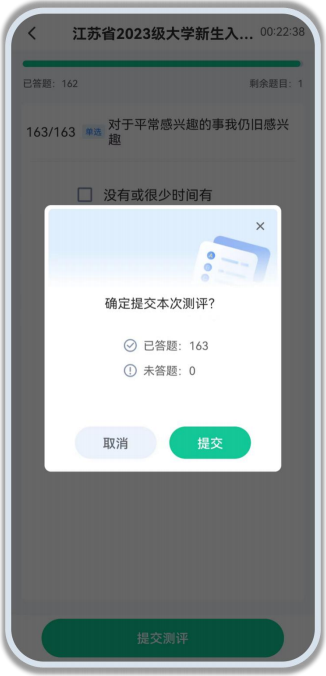 江苏省2023级大学新生入... 00:22:38
已答题：162 剩余题目：1
163/163 单选 对于平常感兴趣的事我仍旧感兴
趣
没有或很少时间有
确定提交本次测评？
已答题：163
未答题：0
取消 提交
提交测评